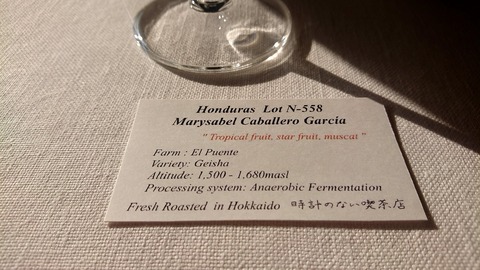 Honduras Lot N-558
Marysabel Caballero García
" Tropical fruit, star fruit, muscat "
Farm : El Puente
Variety: Geisha
Altitude: 1,500 - 1,680masl
Processing system: Anaerobic Fermentation
Fresh Roasted in Hokkaido 時計のない喫茶店